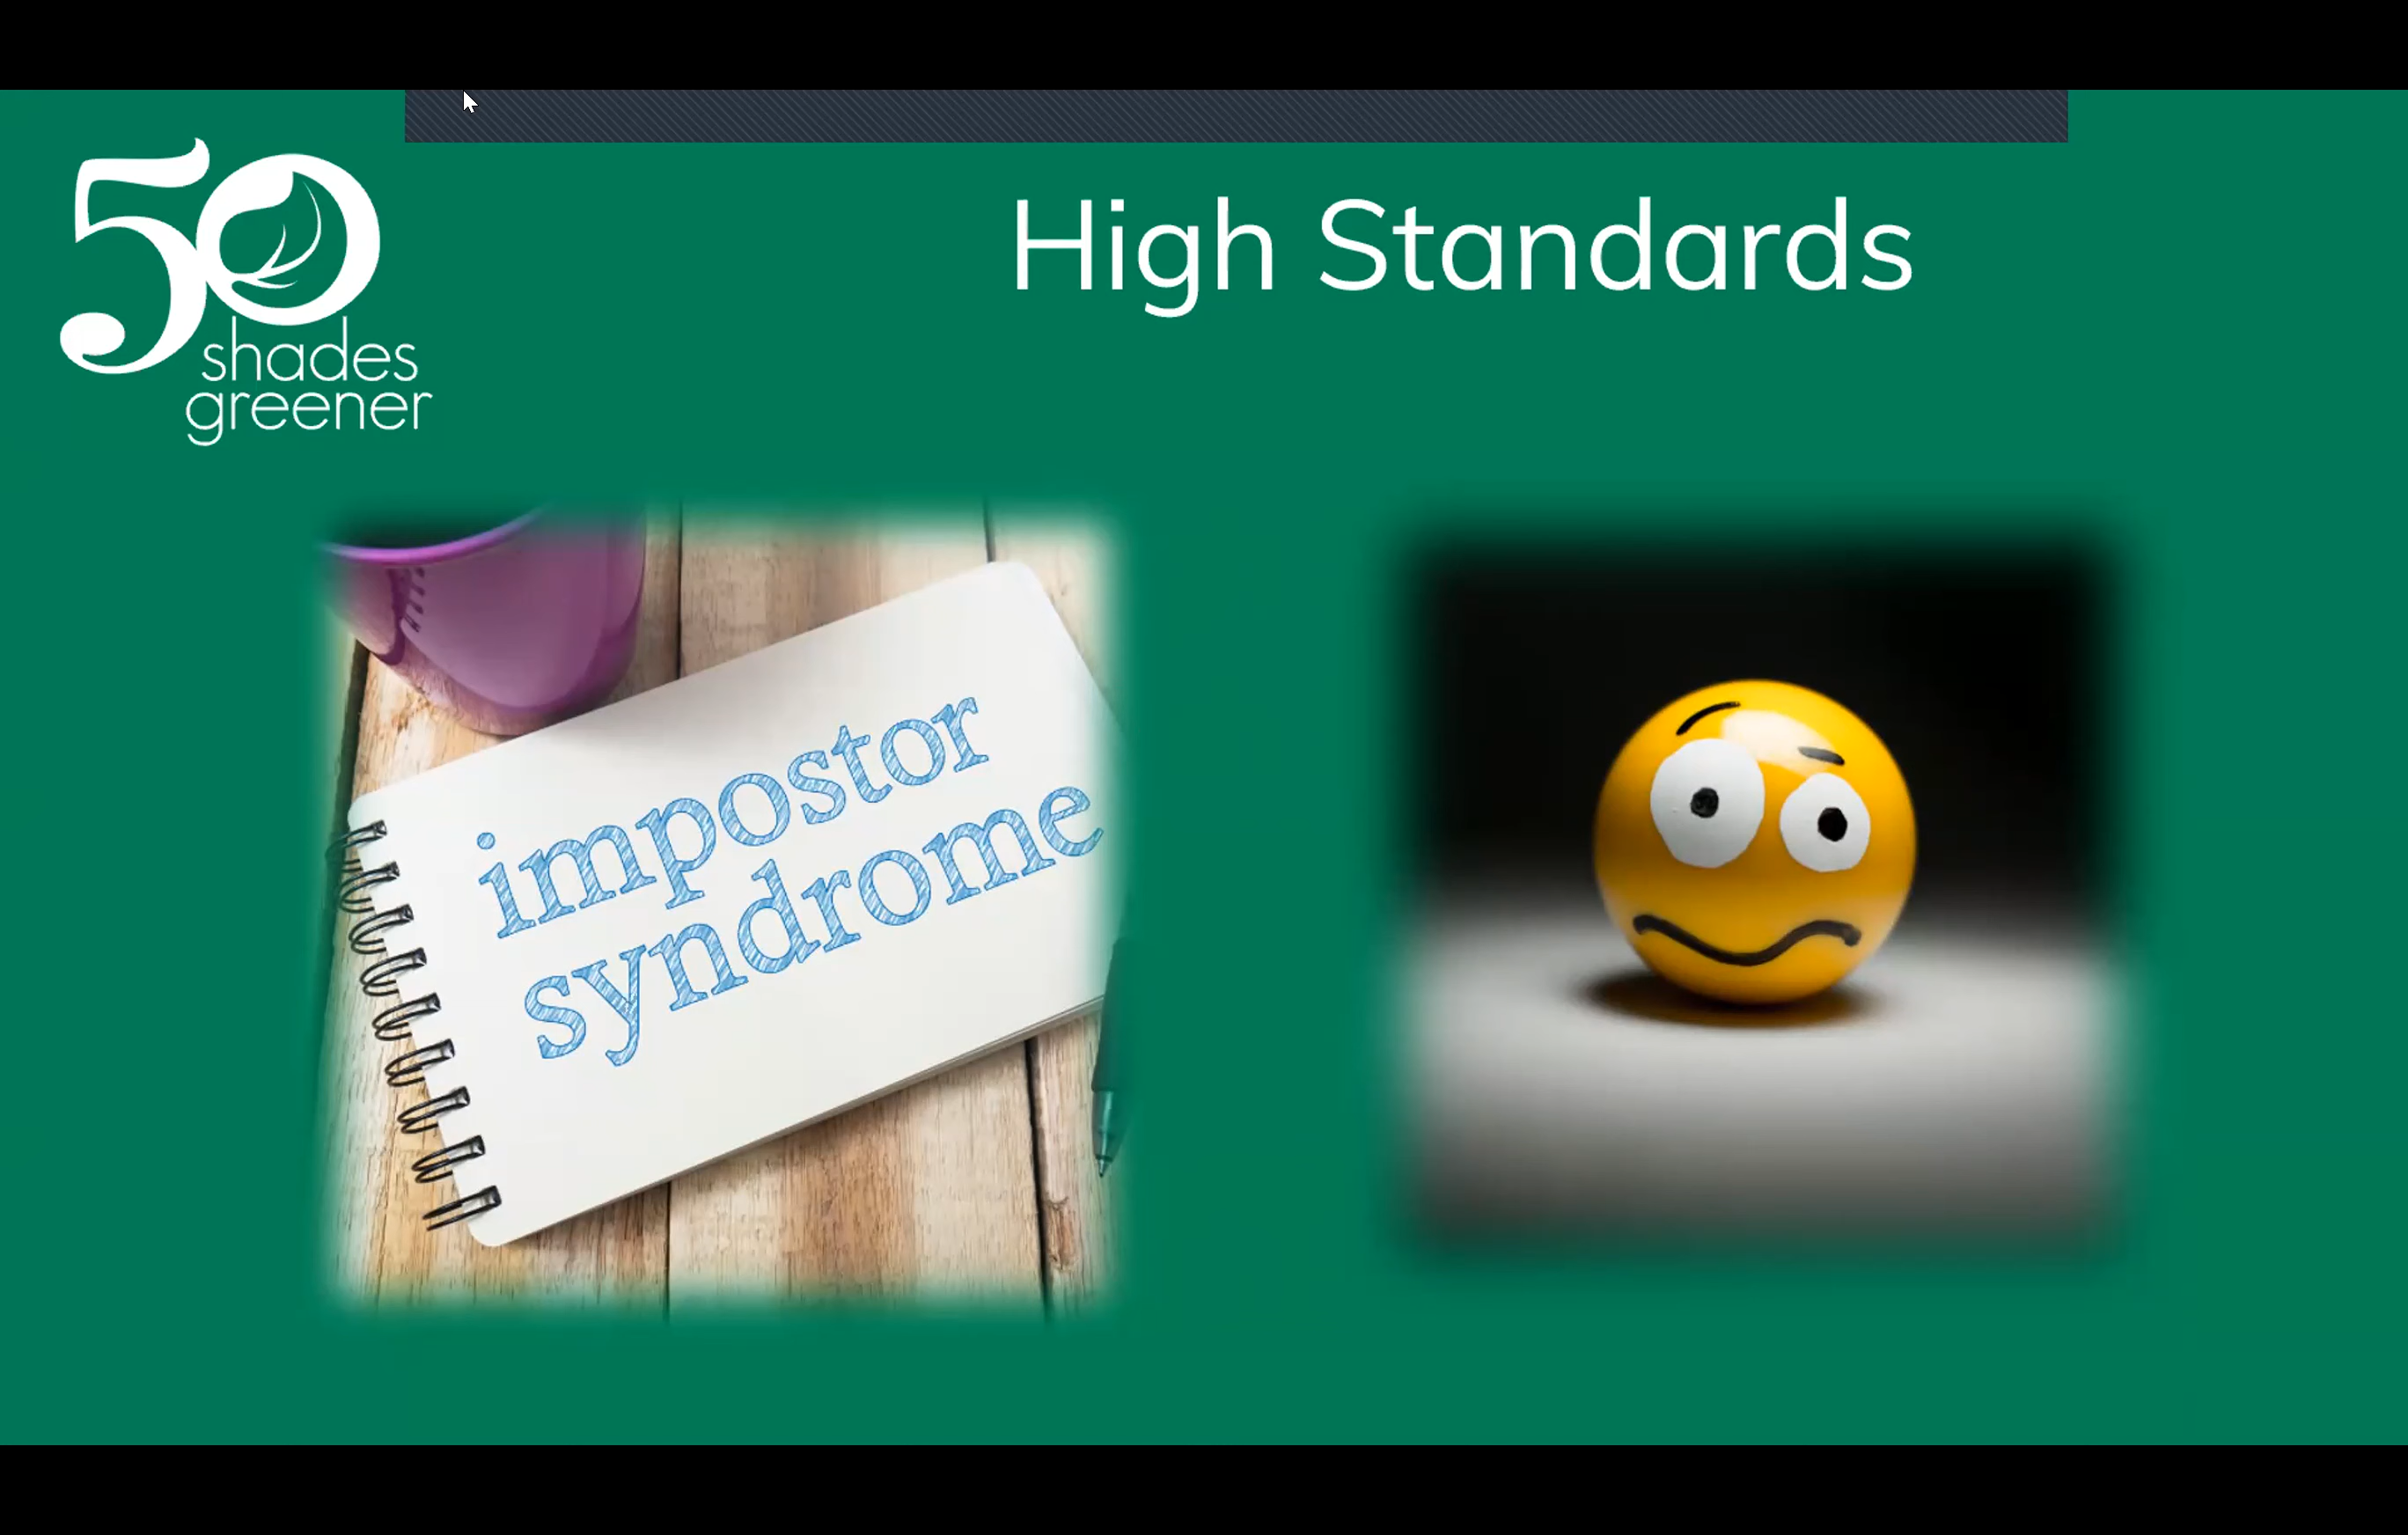 50
shades
greener
High Standards
impostor
syndrome